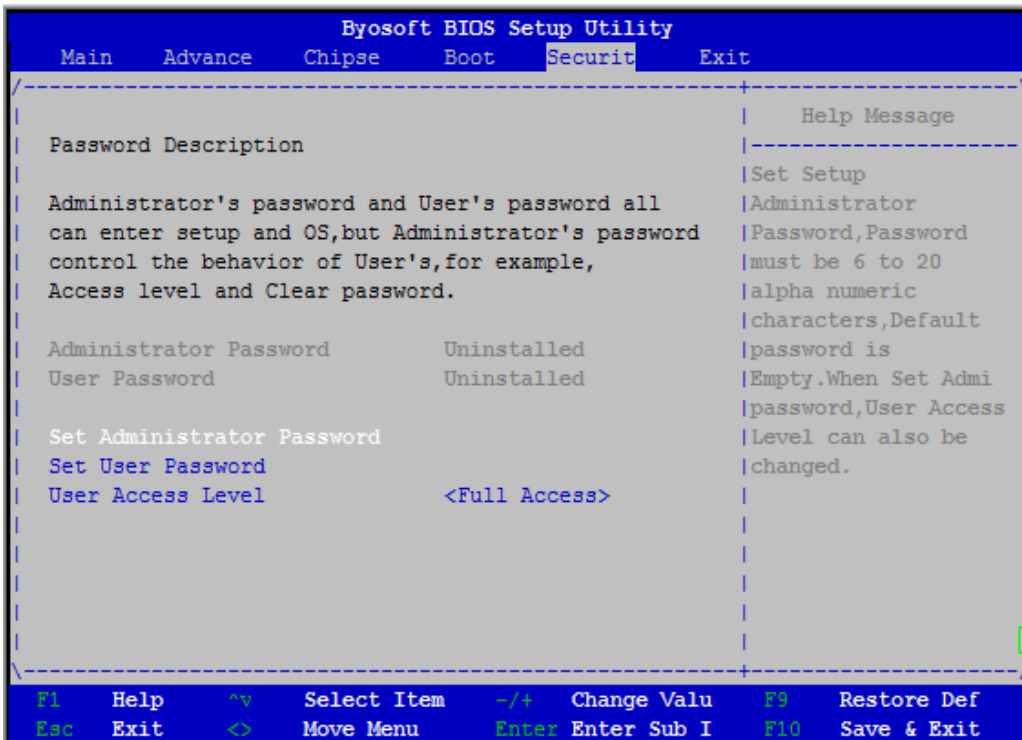 Byosoft BIOS Setup Utility
Main Advance Chipse Boot Securit Exit
Help Message
Password Description
Set Setup
Administrator's password and User's password all
Administrator
can enter setup and OS,but Administrator's password
Password,Password
control the behavior of User's,for example,
must be 6 to 20
Access level and Clear password.
alpha numeric
characters,Default
Administrator Password Uninstalled
password is
User Password Uninstalled
Empty.When Set Admi
password,User Access
Set Administrator Password
Level can also be
Set User Password
changed.
User Access Level <Full Access>
F1 Help ^v Select Item -/+ Change Valu F9 Restore Def
Esc Exit <> Move Menu Enter Enter Sub I F10 Save & Exit